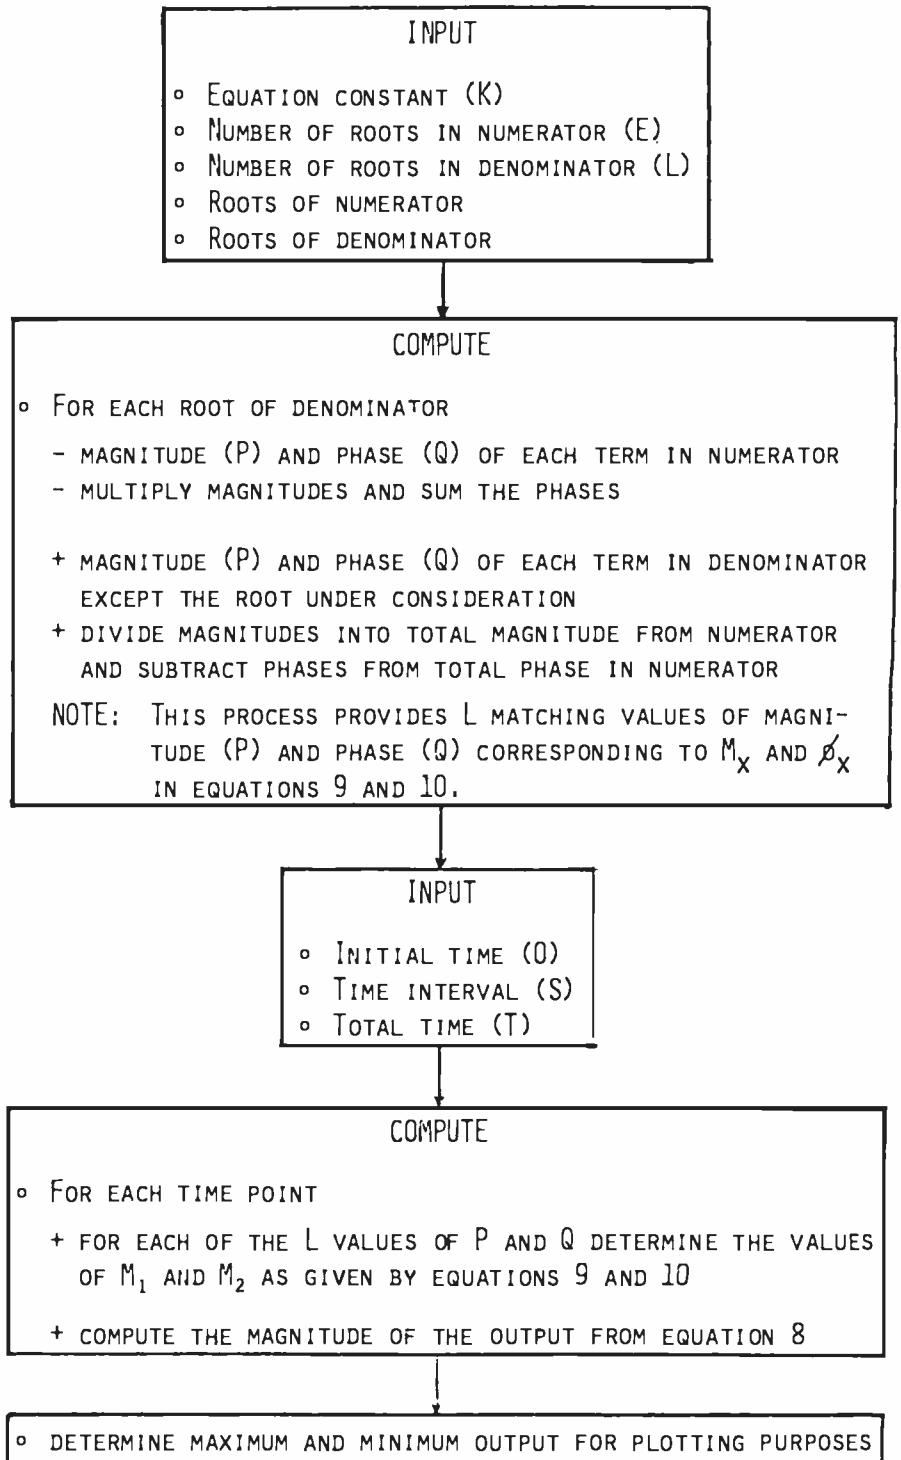 INPUT
° EQUATION CONSTANT (K)
° NUMBER OF ROOTS IN NUMERATOR (E)
° NUMBER OF ROOTS IN DENOMINATOR (L)
° ROOTS OF NUMERATOR
° ROOTS OF DENOMINATOR
COMPUTE
° FOR EACH ROOT OF DENOMINATOR
- MAGNITUDE (P) AND PHASE (Q) OF EACH TERM IN NUMERATOR
- MULTIPLY MAGNITUDES AND SUM THE PHASES
+ MAGNITUDE (P) AND PHASE (Q) OF EACH TERM IN DENOMINATOR
EXCEPT THE ROOT UNDER CONSIDERATION
+ DIVIDE MAGNITUDES INTO TOTAL MAGNITUDE FROM NUMERATOR
AND SUBTRACT PHASES FROM TOTAL PHASE IN NUMERATOR
NOTE: THIS PROCESS PROVIDES L MATCHING VALUES OF MAGNI-
TUDE (P) AND PHASE (Q) CORRESPONDING TO Mₓ AND Øₓ
IN EQUATIONS 9 AND 10.
INPUT
° INITIAL TIME (O)
° TIME INTERVAL (S)
° TOTAL TIME (T)
COMPUTE
° FOR EACH TIME POINT
+ FOR EACH OF THE L VALUES OF P AND Q DETERMINE THE VALUES
OF M₁ AND M₂ AS GIVEN BY EQUATIONS 9 AND 10
+ COMPUTE THE MAGNITUDE OF THE OUTPUT FROM EQUATION 8
° DETERMINE MAXIMUM AND MINIMUM OUTPUT FOR PLOTTING PURPOSES